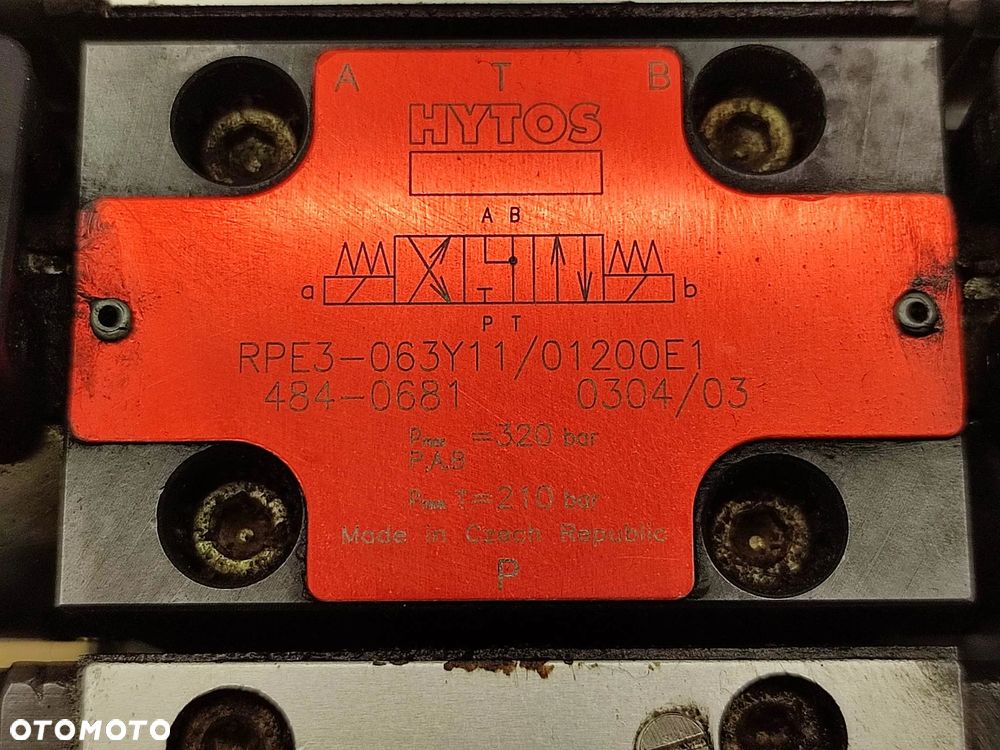 A T B
HYTOS
A B
a b
P T
RPE3-063Y11/01200E1
484-0681 0304/03
Pmax =320 bar
P,A,B
Pmax T=210 bar
Made in Czech Republic
P
OTOMOTO